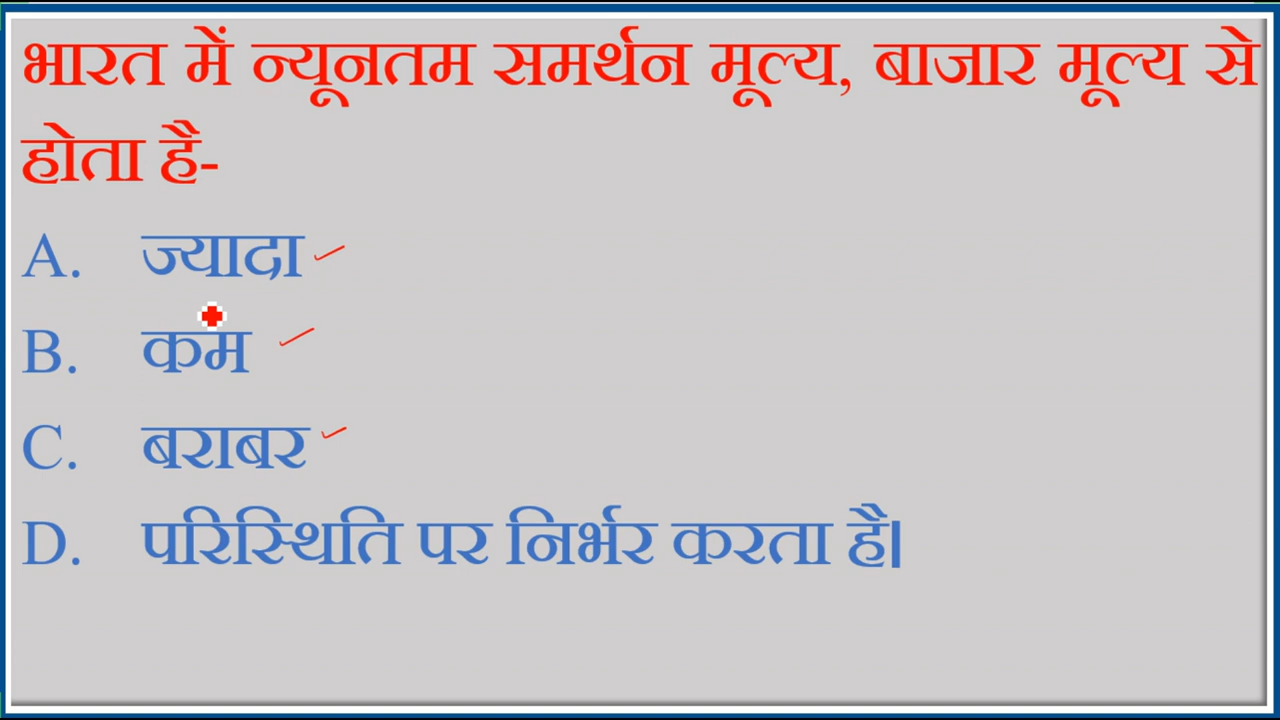 भारत में न्यूनतम समर्थन मूल्य, बाजार मूल्य से
होता है-
A. ज्यादा
B. कम
C. बराबर
D. परिस्थिति पर निर्भर करता है।